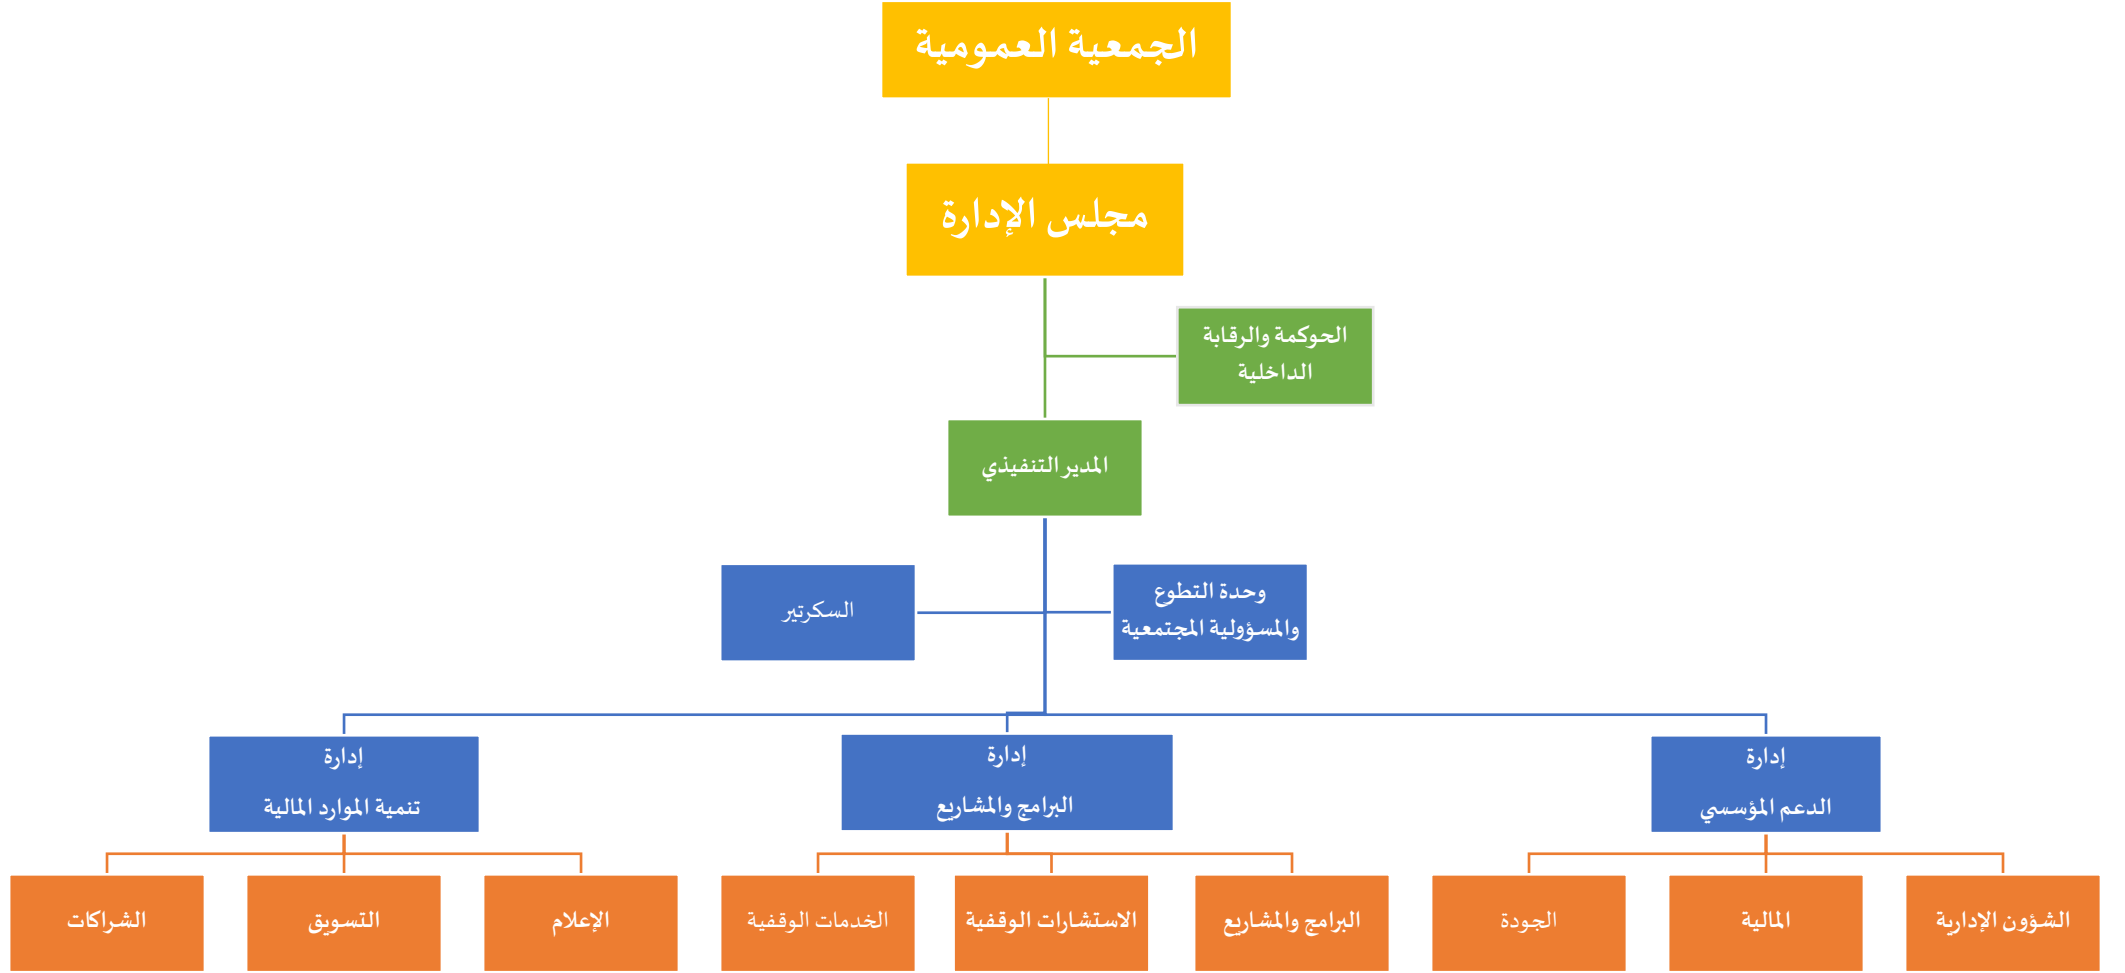 الجمعية العمومية
مجلس الإدارة
الحوكمة والرقابة
الداخلية
المدير التنفيذي
وحدة التطوع
والمسؤولية المجتمعية
السكرتير
إدارة
الدعم المؤسسي
إدارة
البرامج والمشاريع
إدارة
تنمية الموارد المالية
الشؤون الإدارية
المالية
الجودة
البرامج والمشاريع
الاستشارات الوقفية
الخدمات الوقفية
الإعلام
التسويق
الشراكات